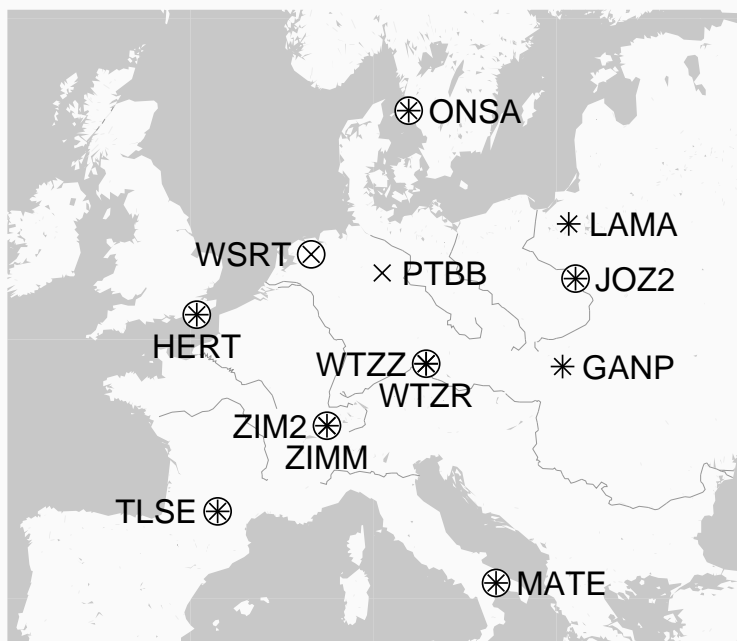 ONSA
LAMA
WSRT
PTBB
JOZ2
HERT
WTZZ
GANP
WTZR
ZIM2
ZIMM
TLSE
MATE